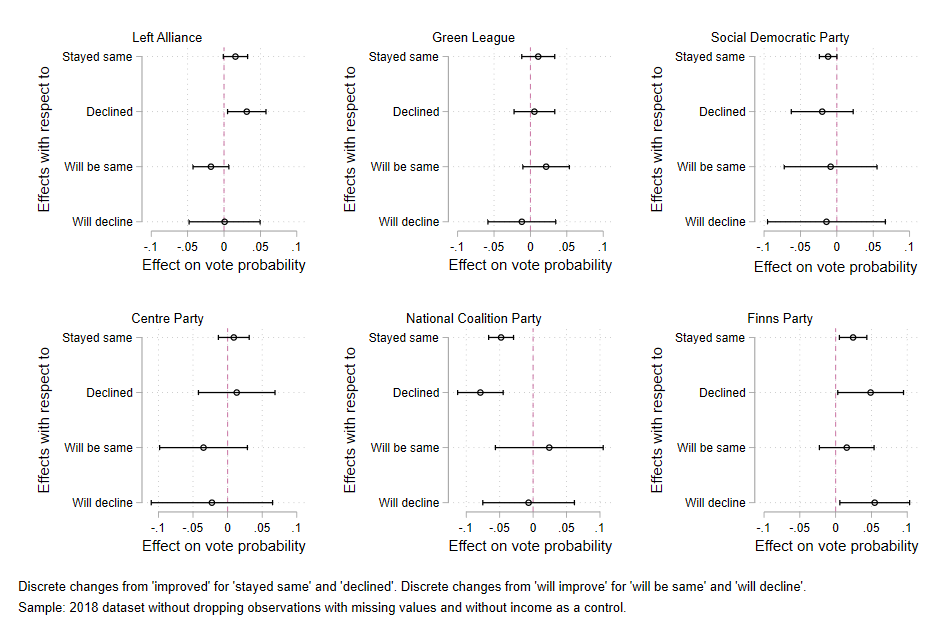 Left Alliance
Effects with respect to
Stayed same
Declined
Will be same
Will decline
-.1 -.05 0 .05 .1
Effect on vote probability
Green League
Effects with respect to
Stayed same
Declined
Will be same
Will decline
-.1 -.05 0 .05 .1
Effect on vote probability
Social Democratic Party
Effects with respect to
Stayed same
Declined
Will be same
Will decline
-.1 -.05 0 .05 .1
Effect on vote probability
Centre Party
Effects with respect to
Stayed same
Declined
Will be same
Will decline
-.1 -.05 0 .05 .1
Effect on vote probability
National Coalition Party
Effects with respect to
Stayed same
Declined
Will be same
Will decline
-.1 -.05 0 .05 .1
Effect on vote probability
Finns Party
Effects with respect to
Stayed same
Declined
Will be same
Will decline
-.1 -.05 0 .05 .1
Effect on vote probability
Discrete changes from 'improved' for 'stayed same' and 'declined'. Discrete changes from 'will improve' for 'will be same' and 'will decline'.
Sample: 2018 dataset without dropping observations with missing values and without income as a control.